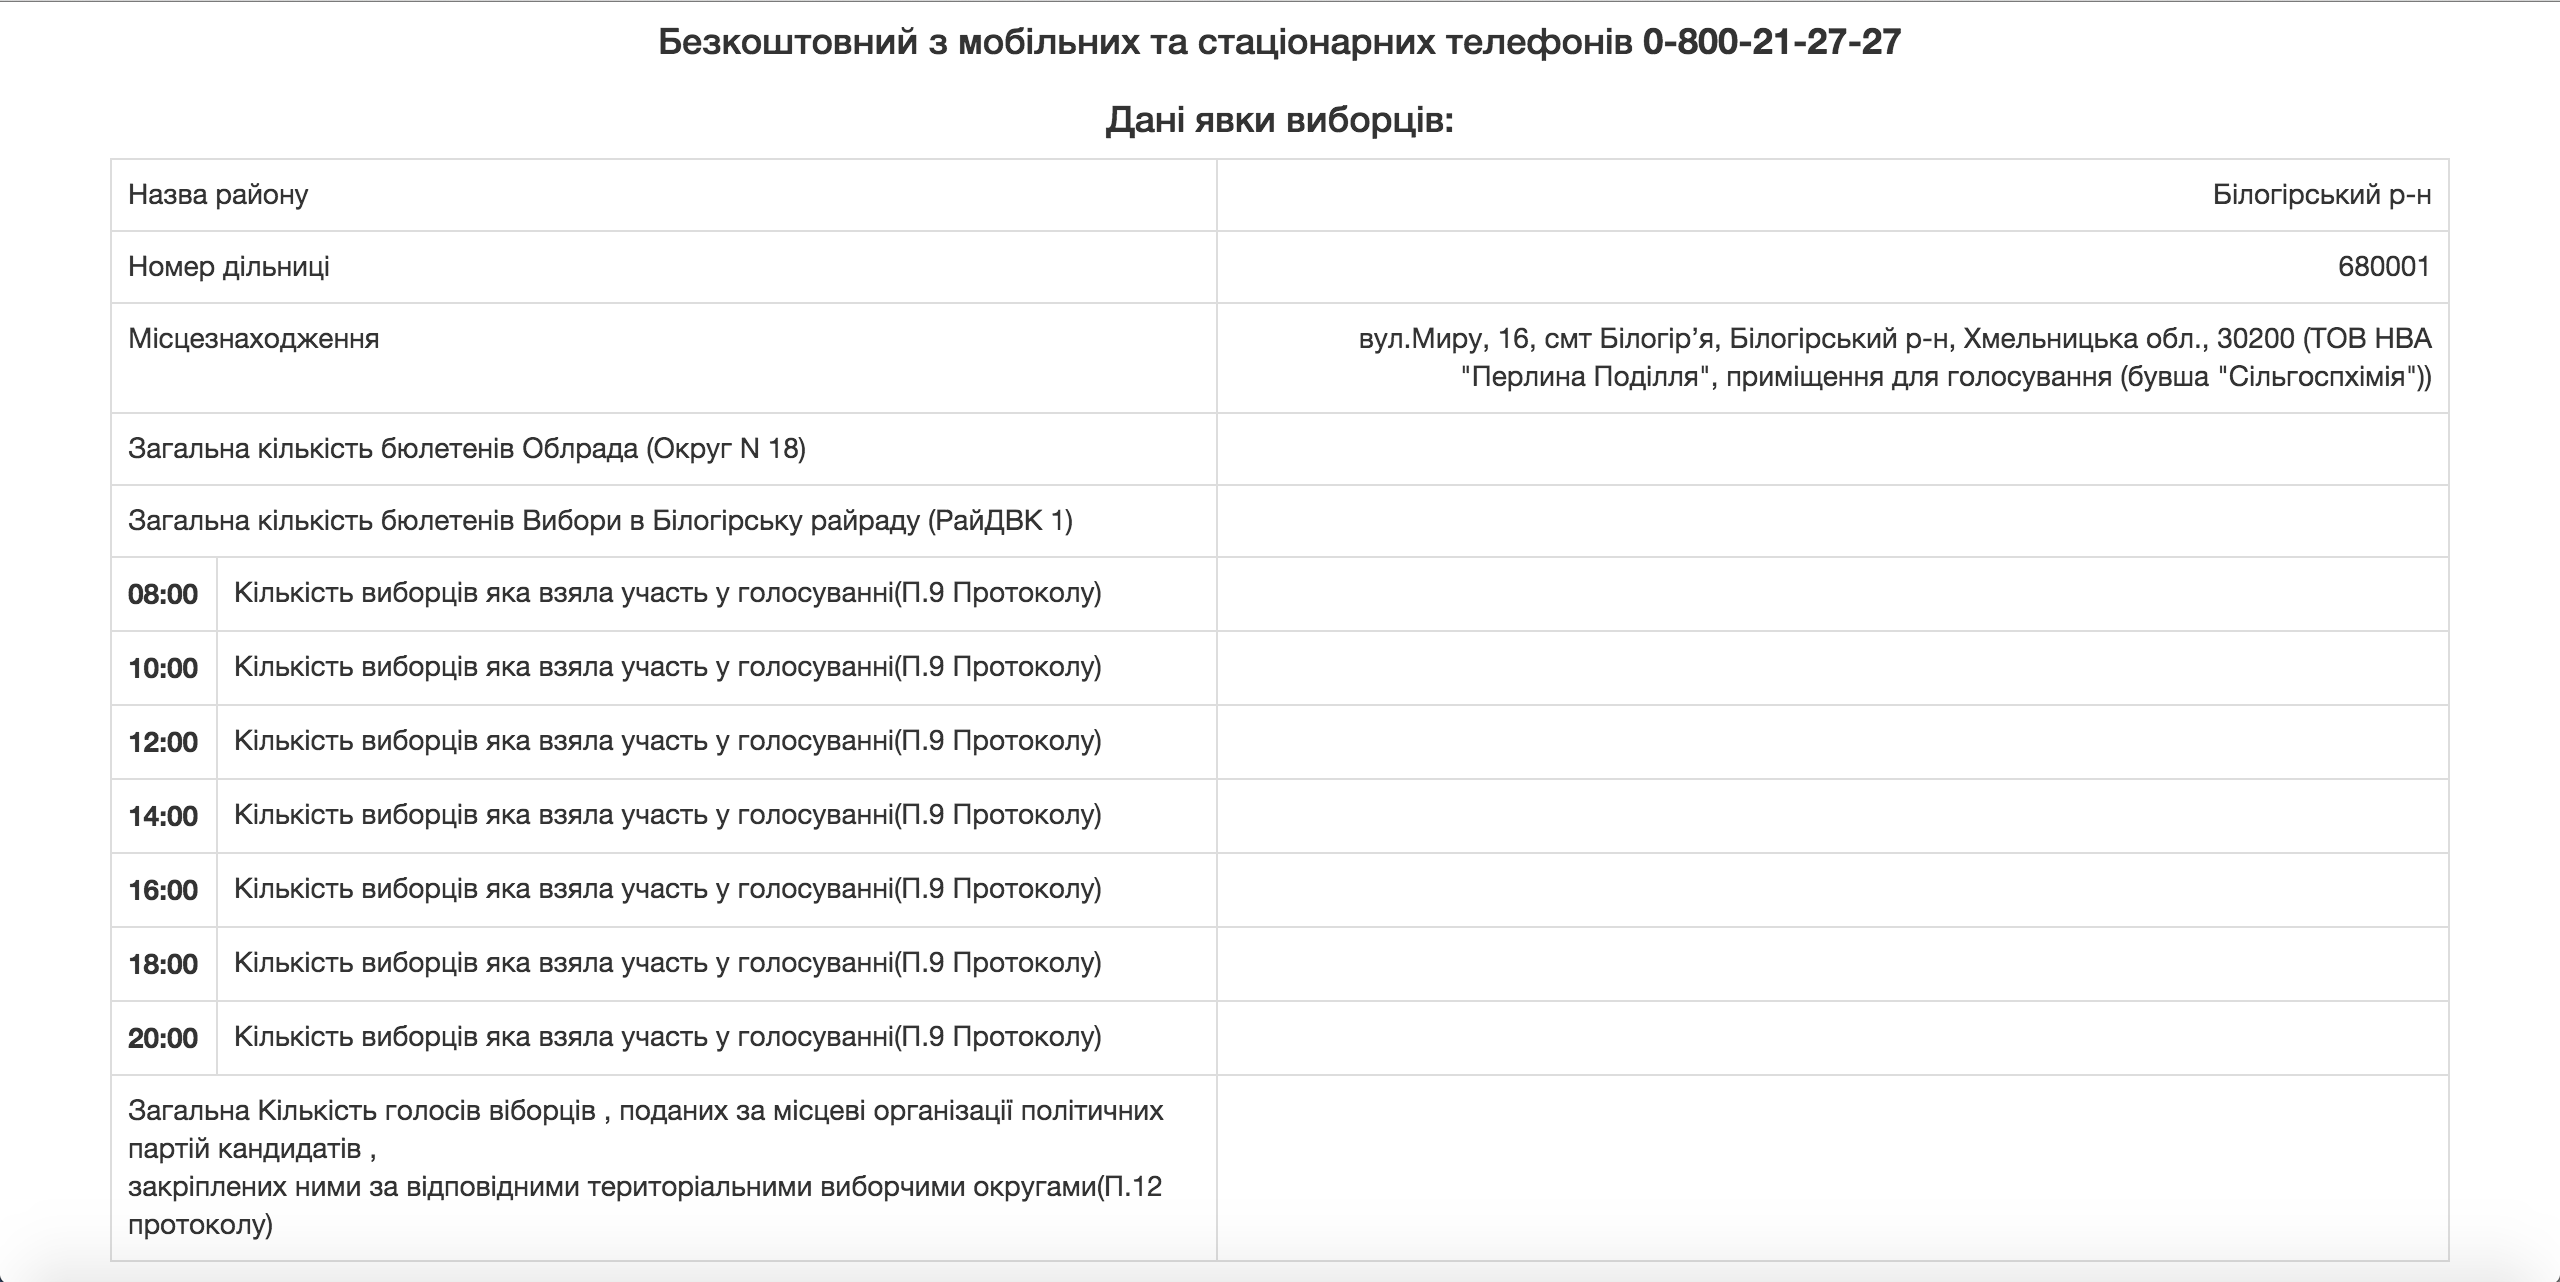 Безкоштовний з мобільних та стаціонарних телефонів 0-800-21-27-27
Дані явки виборців:
Назва району
Білогірський р-н
Номер дільниці
680001
Місцезнаходження
вул.Миру, 16, смт Білогір’я, Білогірський р-н, Хмельницька обл., 30200 (ТОВ НВА
"Перлина Поділля", приміщення для голосування (бувша "Сільгоспхімія"))
Загальна кількість бюлетенів Облрада (Округ N 18)
Загальна кількість бюлетенів Вибори в Білогірську райраду (РайДВК 1)
08:00 Кількість виборців яка взяла участь у голосуванні(П.9 Протоколу)
10:00 Кількість виборців яка взяла участь у голосуванні(П.9 Протоколу)
12:00 Кількість виборців яка взяла участь у голосуванні(П.9 Протоколу)
14:00 Кількість виборців яка взяла участь у голосуванні(П.9 Протоколу)
16:00 Кількість виборців яка взяла участь у голосуванні(П.9 Протоколу)
18:00 Кількість виборців яка взяла участь у голосуванні(П.9 Протоколу)
20:00 Кількість виборців яка взяла участь у голосуванні(П.9 Протоколу)
Загальна Кількість голосів віборців , поданих за місцеві організації політичних
партій кандидатів ,
закріплених ними за відповідними територіальними виборчими округами(П.12
протоколу)